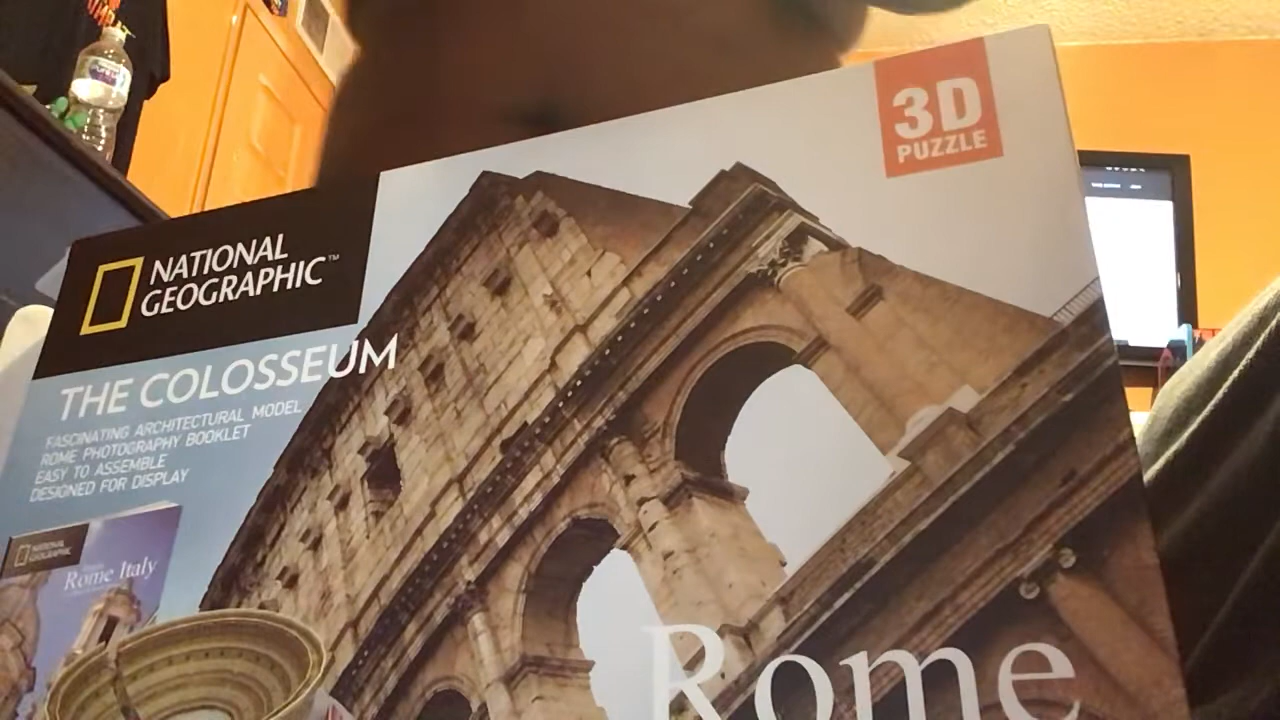 3D
PUZZLE
NATIONAL
GEOGRAPHIC™
THE COLOSSEUM
FASCINATING ARCHITECTURAL MODEL
ROME PHOTOGRAPHY BOOKLET
EASY TO ASSEMBLE
DESIGNED FOR DISPLAY
NATIONAL
GEOGRAPHIC
Rome Italy
Rome